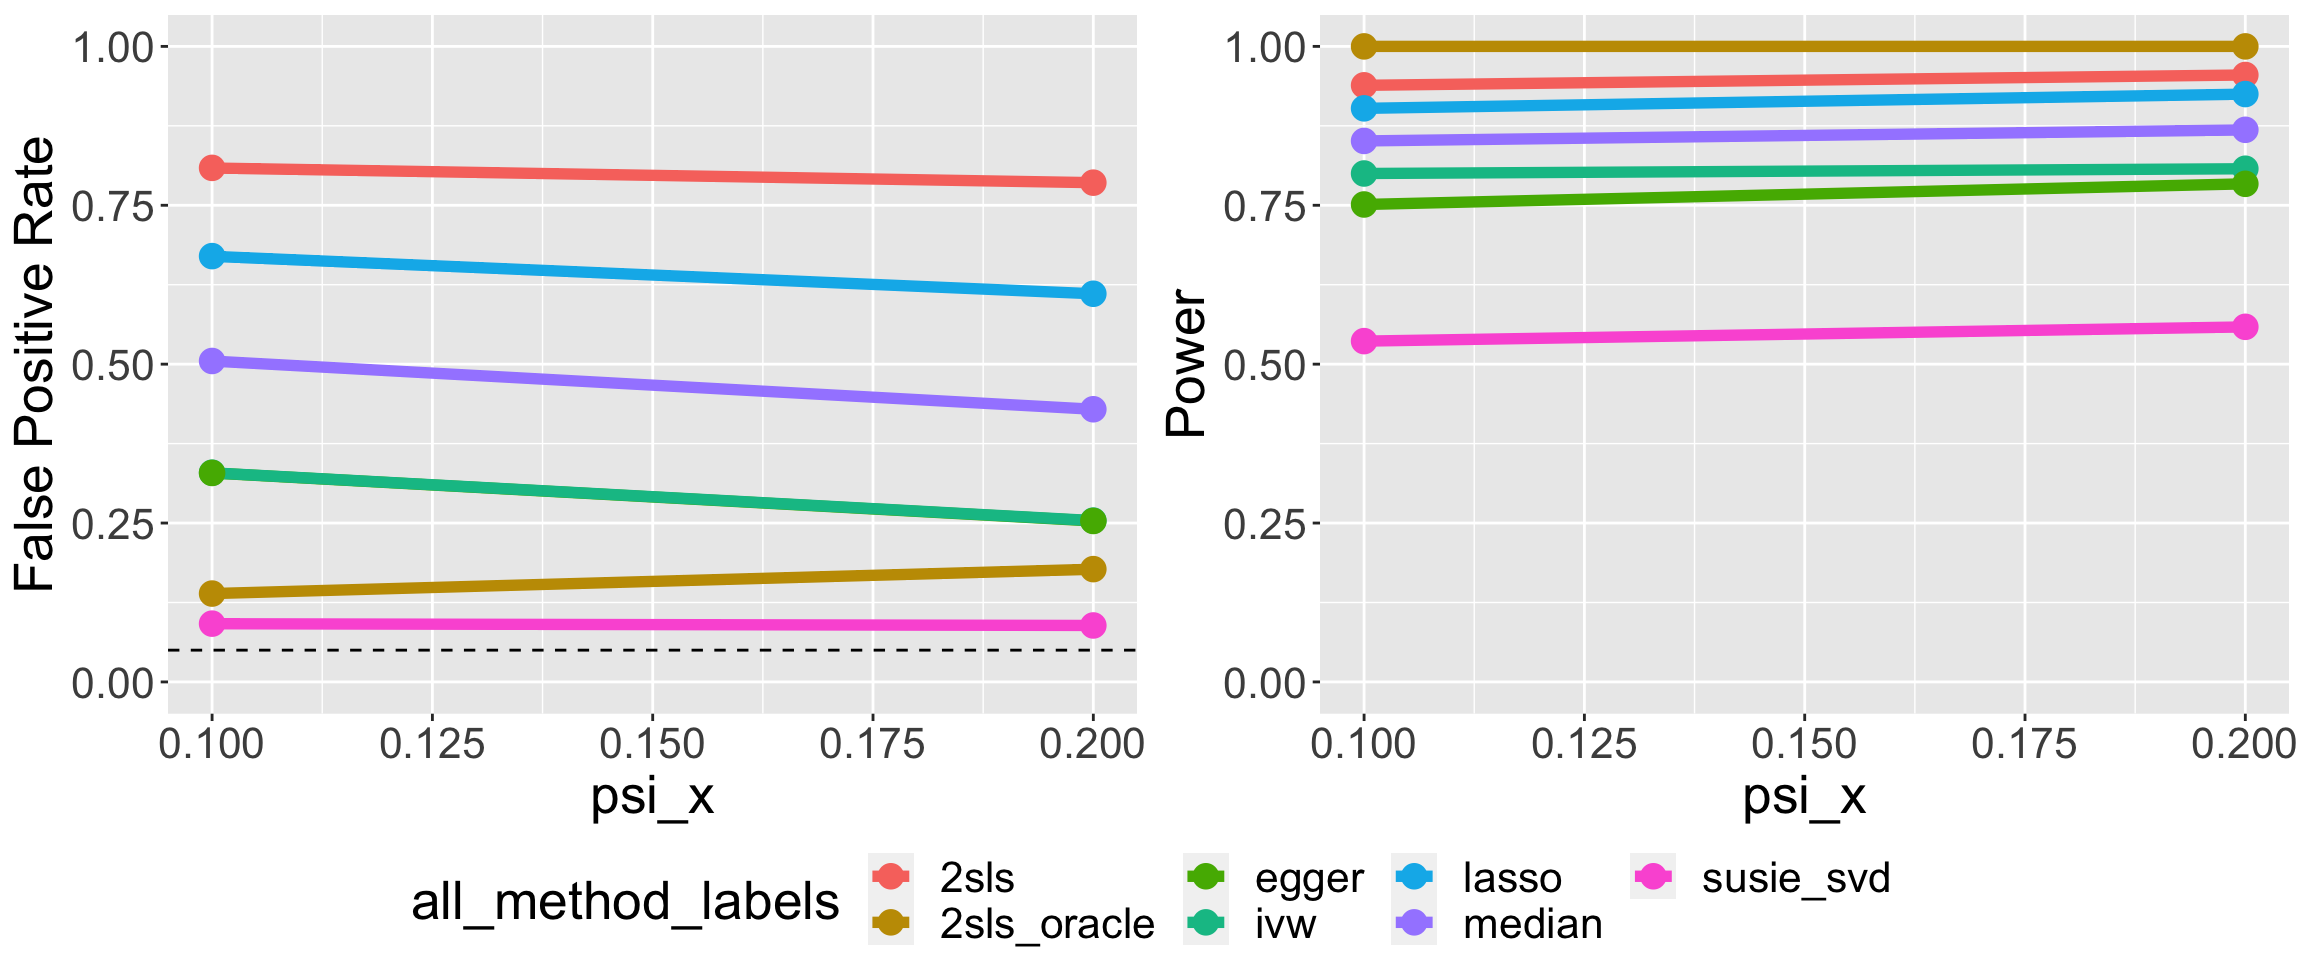 False Positive Rate
1.00
0.75
0.50
0.25
0.00
0.100 0.125 0.150 0.175 0.200
psi_x
Power
1.00
0.75
0.50
0.25
0.00
0.100 0.125 0.150 0.175 0.200
psi_x
all_method_labels
2sls
2sls_oracle
egger
ivw
lasso
median
susie_svd